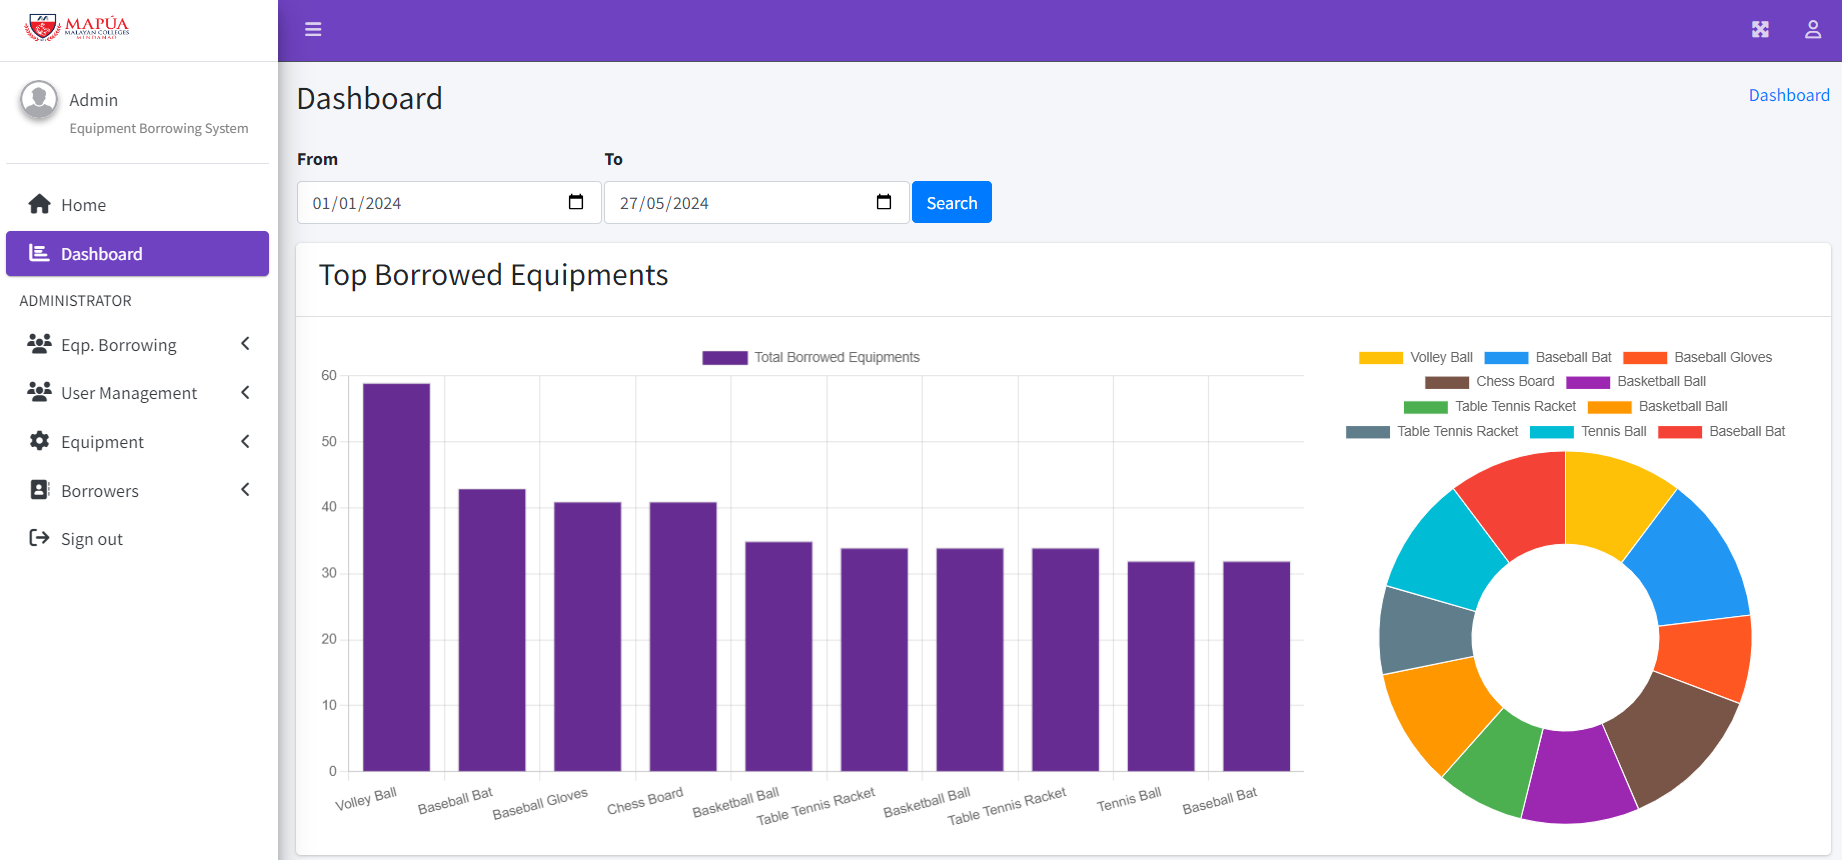 MAPÚA
MALAYAN COLLEGES
MINDANAO
Admin
Equipment Borrowing System
Home
Dashboard
ADMINISTRATOR
Eqp. Borrowing
User Management
Equipment
Borrowers
Sign out
Dashboard
Dashboard
From
To
01/01/2024
27/05/2024
Search
Top Borrowed Equipments
Total Borrowed Equipments
60
50
40
30
20
10
0
Volley Ball
Baseball Bat
Baseball Gloves
Chess Board
Basketball Ball
Table Tennis Racket
Basketball Ball
Table Tennis Racket
Tennis Ball
Baseball Bat
Volley Ball Baseball Bat Baseball Gloves
Chess Board Basketball Ball
Table Tennis Racket Basketball Ball
Table Tennis Racket Tennis Ball Baseball Bat